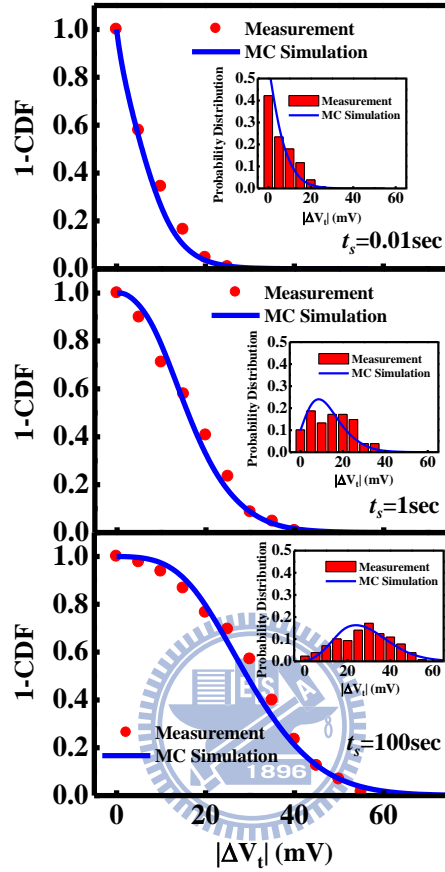 Measurement
MC Simulation
1.0
0.8
0.6
0.4
0.2
0.0
1-CDF
Probability Distribution
0.5
0.4
0.3
0.2
0.1
0.0
Measurement
MC Simulation
0 20 40 60
|ΔVt| (mV)
ts=0.01sec
Measurement
MC Simulation
1.0
0.8
0.6
0.4
0.2
0.0
1-CDF
Probability Distribution
0.5
0.4
0.3
0.2
0.1
0.0
Measurement
MC Simulation
0 20 40 60
|ΔVt| (mV)
ts=1sec
1.0
0.8
0.6
0.4
0.2
0.0
1-CDF
Probability Distribution
0.5
0.4
0.3
0.2
0.1
0.0
Measurement
MC Simulation
0 20 40 60
|ΔVt| (mV)
ts=100sec
Measurement
MC Simulation
ES
A
1896
0 20 40 60
|ΔVt| (mV)